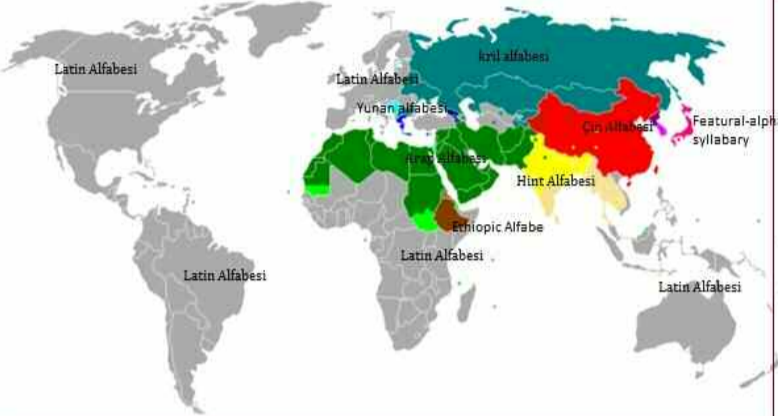 kril alfabesi
Latin Alfabesi
Latin Alfabesi
Yunan alfabesi
Featural-alph
syllabary
Çin Alfabesi
Arap Alfabesi
Hint Alfabesi
Ethiopic Alfabe
Latin Alfabesi
Latin Alfabesi
Latin Alfabesi